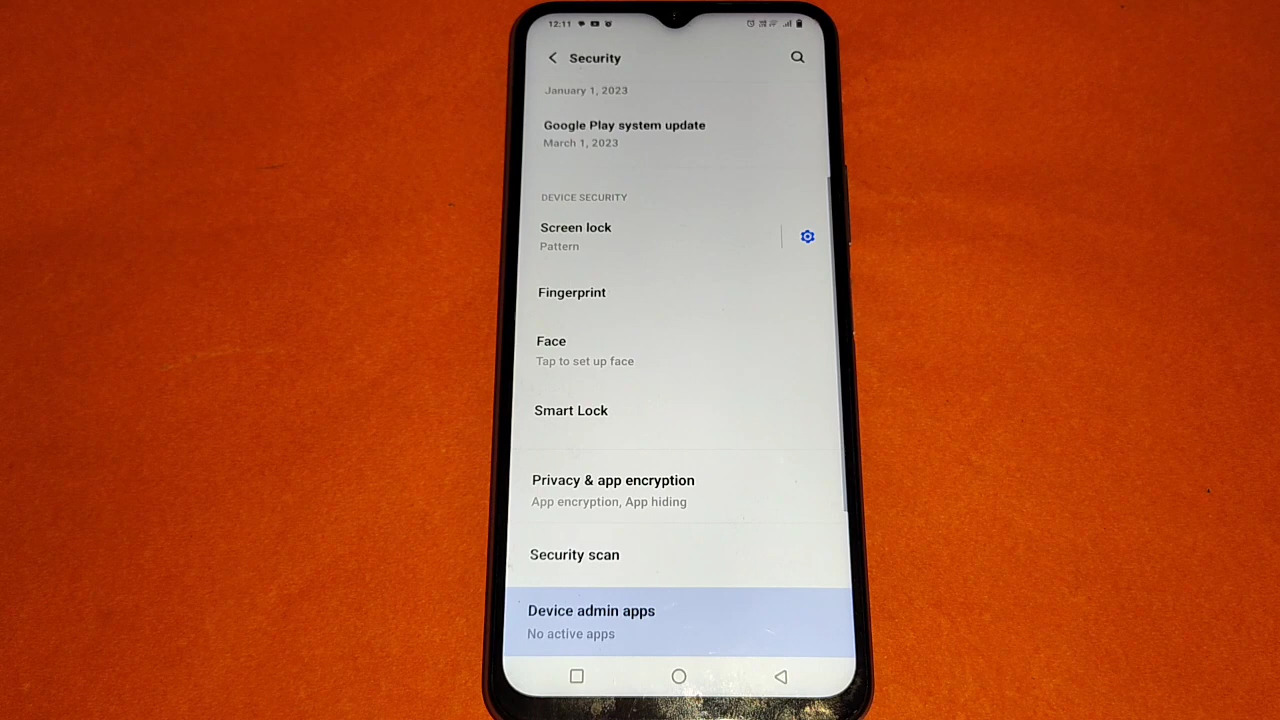 12:11
Security
January 1, 2023
Google Play system update
March 1, 2023
DEVICE SECURITY
Screen lock
Pattern
Fingerprint
Face
Tap to set up face
Smart Lock
Privacy & app encryption
App encryption, App hiding
Security scan
Device admin apps
No active apps